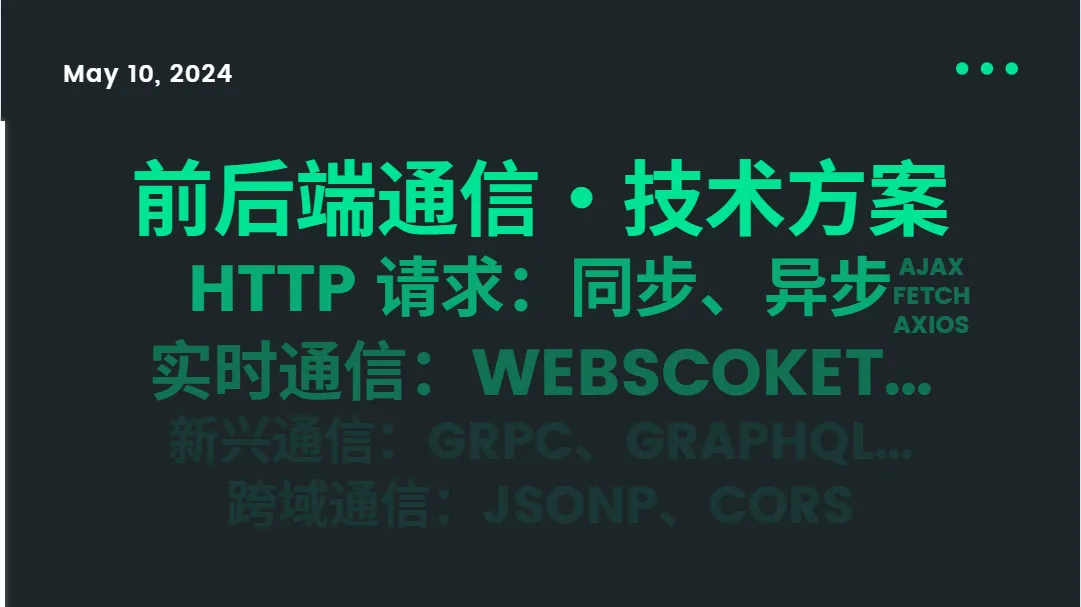 May 10, 2024
前后端通信・技术方案
HTTP 请求：同步、异步
AJAX
FETCH
AXIOS
实时通信：WEBSCOKET...
新兴通信：GRPC、GRAPHQL...
跨域通信：JSONP、CORS